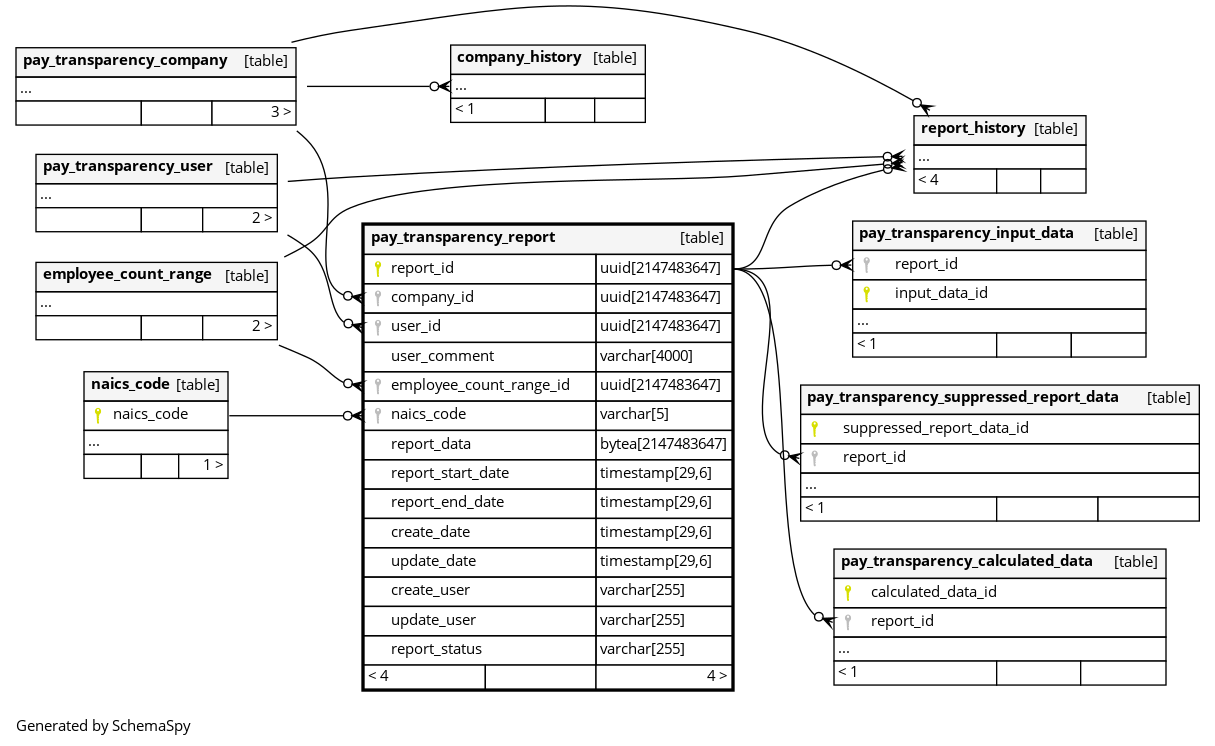 pay_transparency_company [table]
...
3 >
company_history [table]
...
< 1
report_history [table]
...
< 4
pay_transparency_user [table]
...
2 >
employee_count_range [table]
...
2 >
naics_code [table]
naics_code
...
1 >
pay_transparency_report [table]
report_id uuid[2147483647]
company_id uuid[2147483647]
user_id uuid[2147483647]
user_comment varchar[4000]
employee_count_range_id uuid[2147483647]
naics_code varchar[5]
report_data bytea[2147483647]
report_start_date timestamp[29,6]
report_end_date timestamp[29,6]
create_date timestamp[29,6]
update_date timestamp[29,6]
create_user varchar[255]
update_user varchar[255]
report_status varchar[255]
< 4 4 >
pay_transparency_input_data [table]
report_id
input_data_id
...
< 1
pay_transparency_suppressed_report_data [table]
suppressed_report_data_id
report_id
...
< 1
pay_transparency_calculated_data [table]
calculated_data_id
report_id
...
< 1
Generated by SchemaSpy